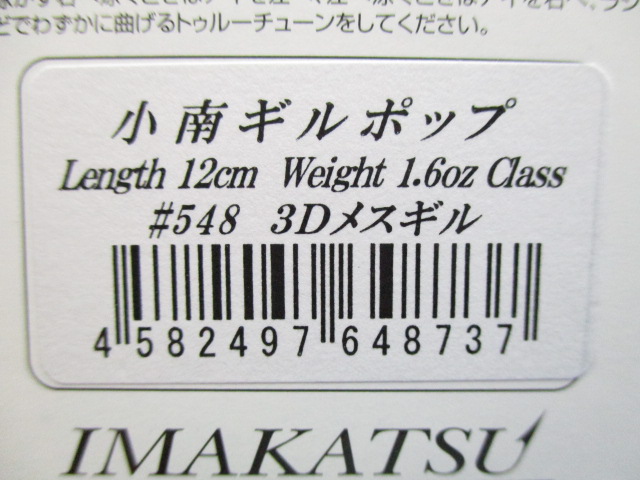 どでわずかに曲げるトゥルーチューンをしてください。
小南ギルポップ
Length 12cm Weight 1.6oz Class
#548 3Dメスギル
4 582497 648737
IMAKATSU